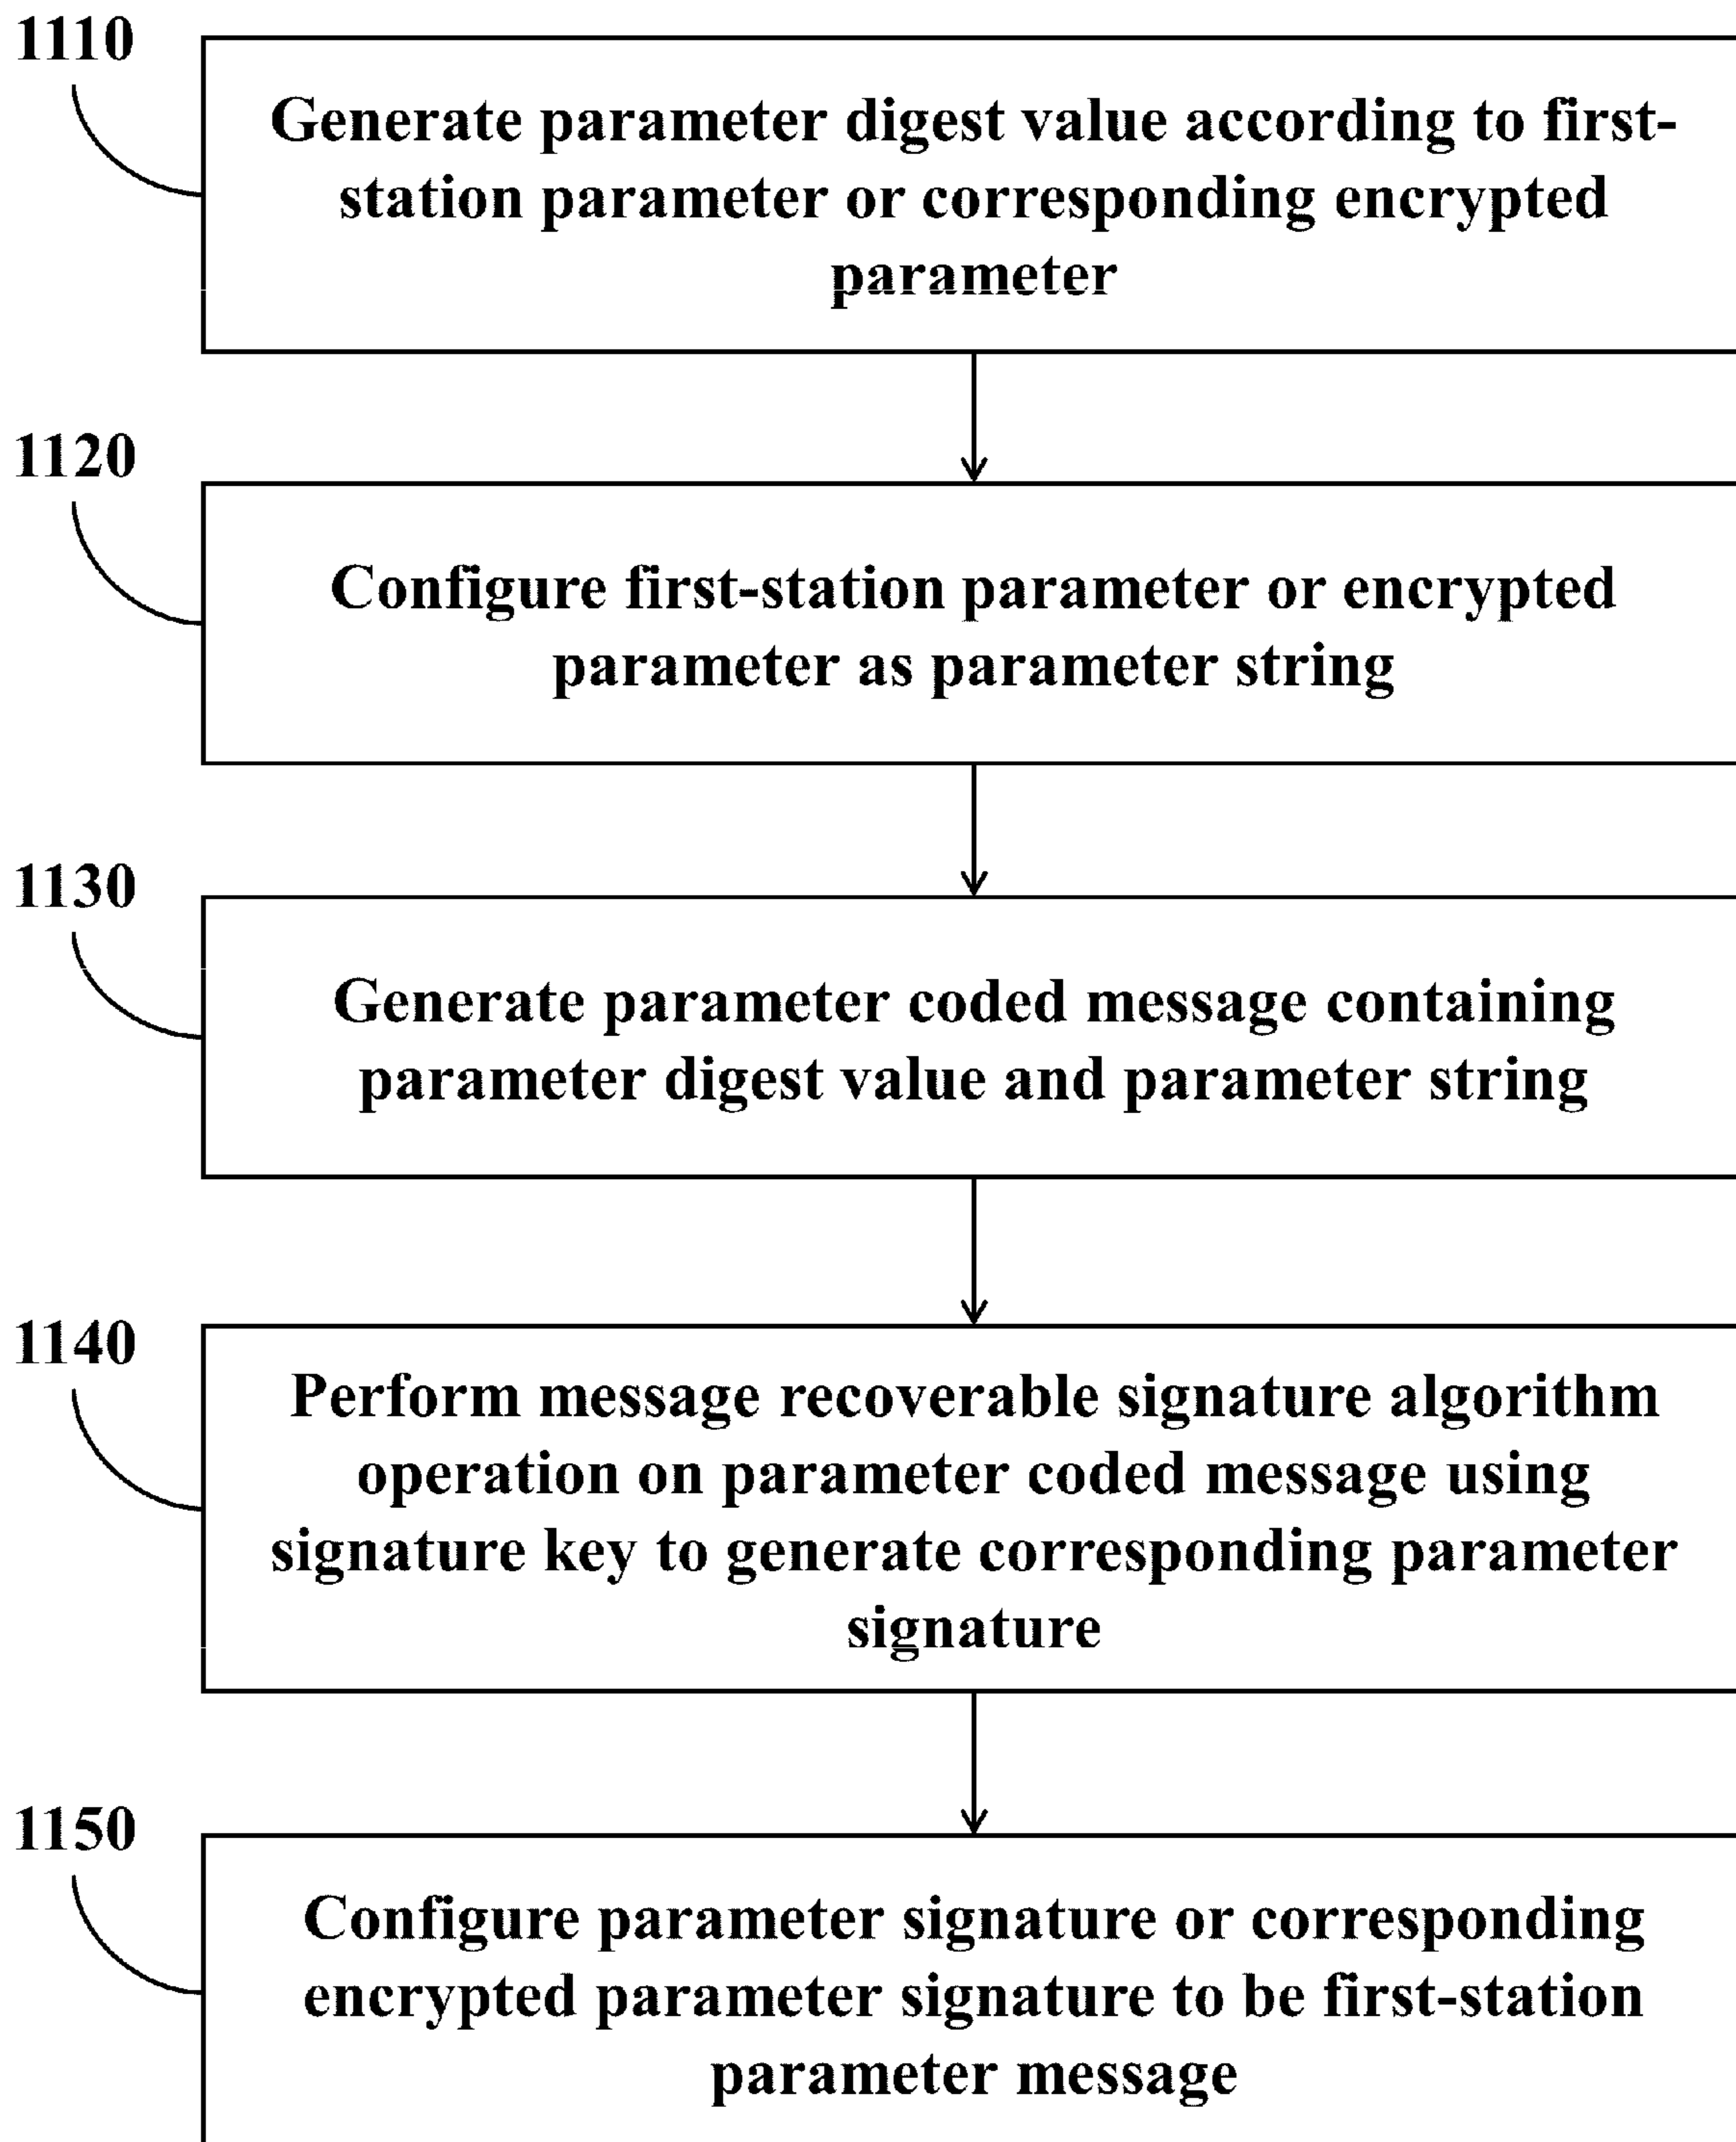 1110
Generate parameter digest value according to first-
station parameter or corresponding encrypted
parameter
1120
Configure first-station parameter or encrypted
parameter as parameter string
1130
Generate parameter coded message containing
parameter digest value and parameter string
1140
Perform message recoverable signature algorithm
operation on parameter coded message using
signature key to generate corresponding parameter
signature
1150
Configure parameter signature or corresponding
encrypted parameter signature to be first-station
parameter message